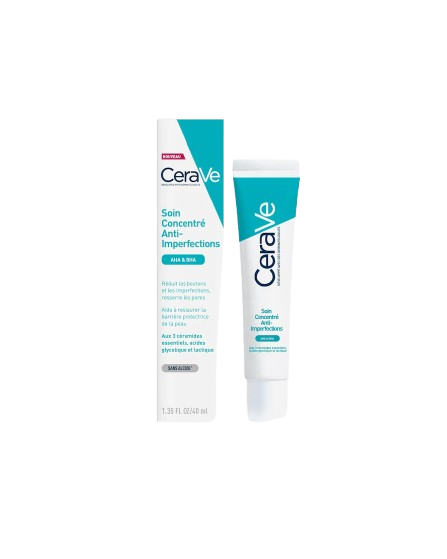 NOUVEAU
CeraVe
Soin
Concentré
Anti-
Imperfections
AHA & BHA
Réduit les boutons
et les imperfections,
resserre les pores
Aide à restaurer la
barrière protectrice
de la peau
Aux 3 céramides
essentiels, acides
glycolique et lactique
SANS ALCOOL*
1.35 FL OZ/40 ml
CeraVe
Soin
Concentré
Anti-
Imperfections
AHA & BHA